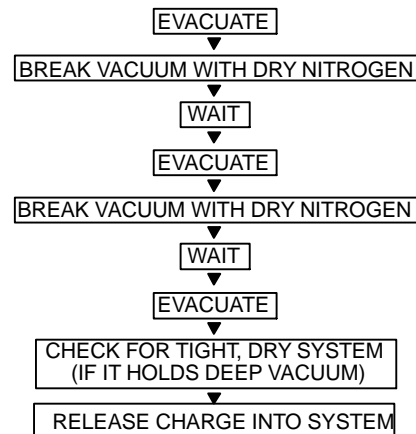 EVACUATE
BREAK VACUUM WITH DRY NITROGEN
WAIT
EVACUATE
BREAK VACUUM WITH DRY NITROGEN
WAIT
EVACUATE
CHECK FOR TIGHT, DRY SYSTEM
(IF IT HOLDS DEEP VACUUM)
RELEASE CHARGE INTO SYSTEM